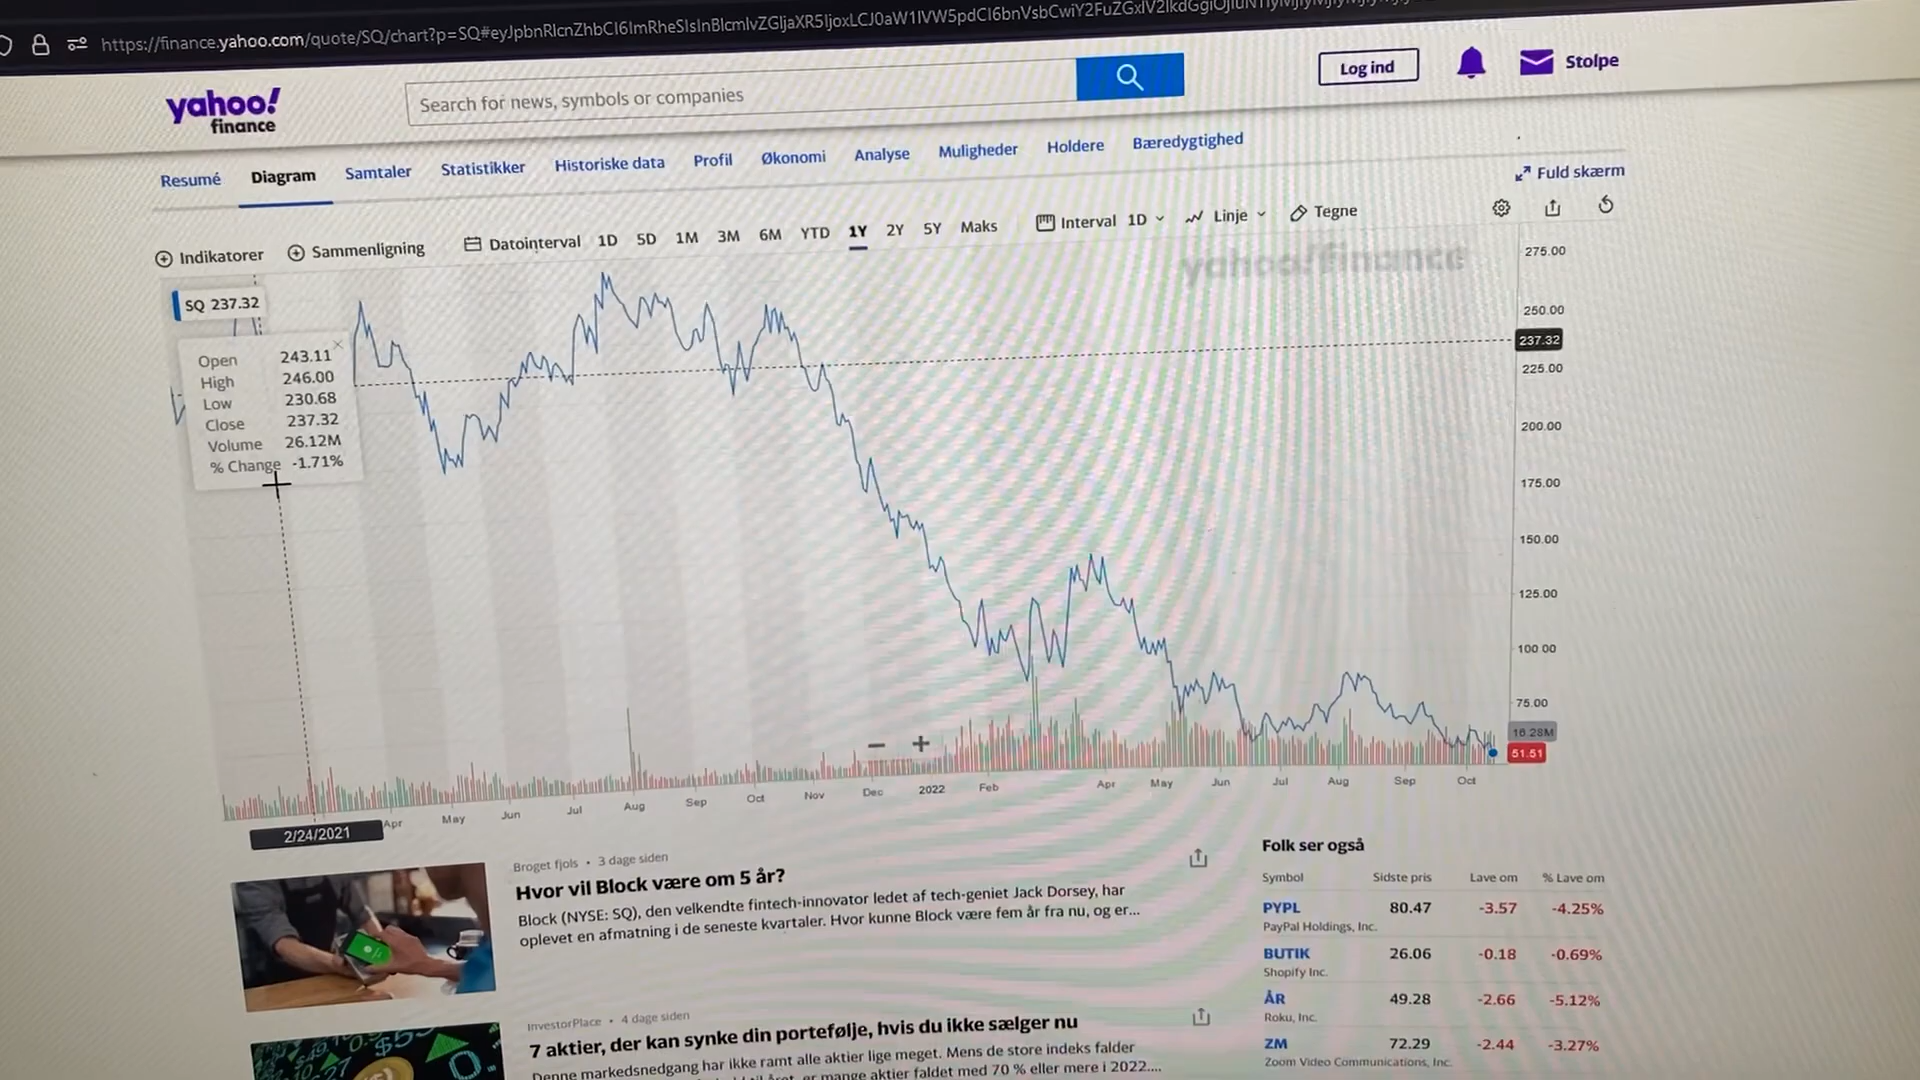 https://finance.yahoo.com/quote/SQ/chart?p=SQ#
yahoo!
finance
Search for news, symbols or companies
Log ind
Stolpe
Resumé Diagram Samtaler Statistikker Historiske data Profil Økonomi Analyse Muligheder Holdere Bæredygtighed
Fuld skærm
Indikatorer Sammenligning Datointerval 1D 5D 1M 3M 6M YTD 1Y 2Y 5Y Maks Interval 1D Linje Tegne
yahoo!finance
SQ 237.32
Open 243.11
High 246.00
Low 230.68
Close 237.32
Volume 26.12M
% Change -1.71%
275.00
250.00
237.32
225.00
200.00
175.00
150.00
125.00
100.00
75.00
16.28M
51.51
Apr May Jun Jul Aug Sep Oct Nov Dec 2022 Feb Apr May Jun Jul Aug Sep Oct
2/24/2021
Broget fjols • 3 dage siden
Hvor vil Block være om 5 år?
Block (NYSE: SQ), den velkendte fintech-innovator ledet af tech-geniet Jack Dorsey, har
oplevet en afmatning i de seneste kvartaler. Hvor kunne Block være fem år fra nu, og er...
InvestorPlace • 4 dage siden
7 aktier, der kan synke din portefølje, hvis du ikke sælger nu
Denne markedsnedgang har ikke ramt alle aktier lige meget. Mens de store indeks falder
mange aktier faldet med 70 % eller mere i 2022....
Folk ser også
Symbol Sidste pris Lave om % Lave om
PYPL 80.47 -3.57 -4.25%
PayPal Holdings, Inc.
BUTIK 26.06 -0.18 -0.69%
Shopify Inc.
ÅR 49.28 -2.66 -5.12%
Roku, Inc.
ZM 72.29 -2.44 -3.27%
Zoom Video Communications, Inc.